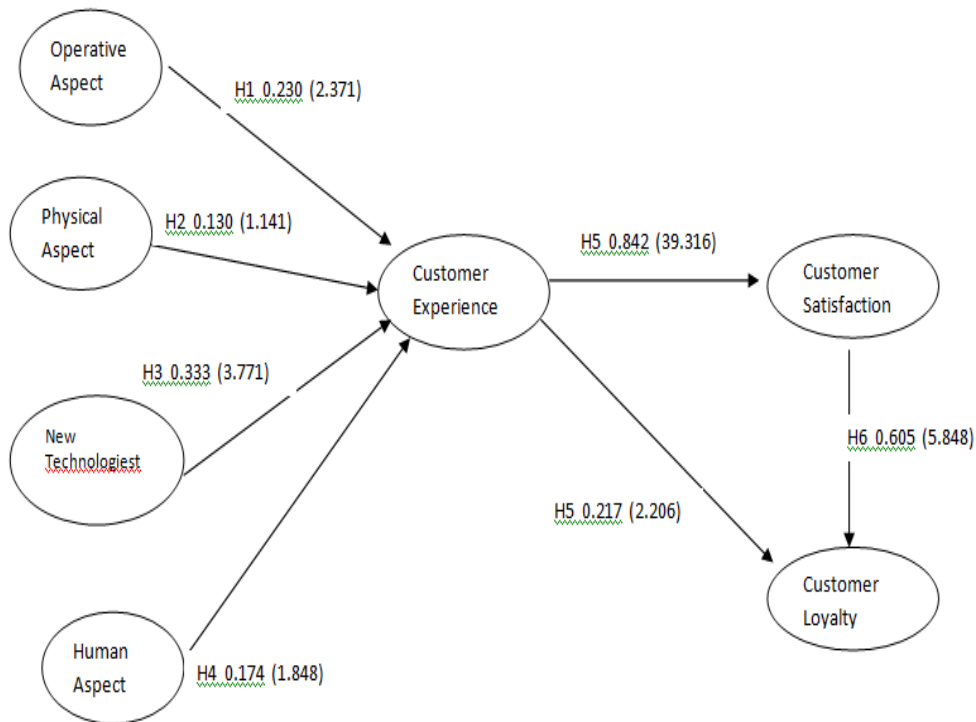 Operative
Aspect
H1 0.230 (2.371)
Physical
Aspect
H2 0.130 (1.141)
Customer
Experience
H5 0.842 (39.316)
Customer
Satisfaction
H3 0.333 (3.771)
New
Technologiest
H6 0.605 (5.848)
H5 0.217 (2.206)
Customer
Loyalty
Human
Aspect
H4 0.174 (1.848)